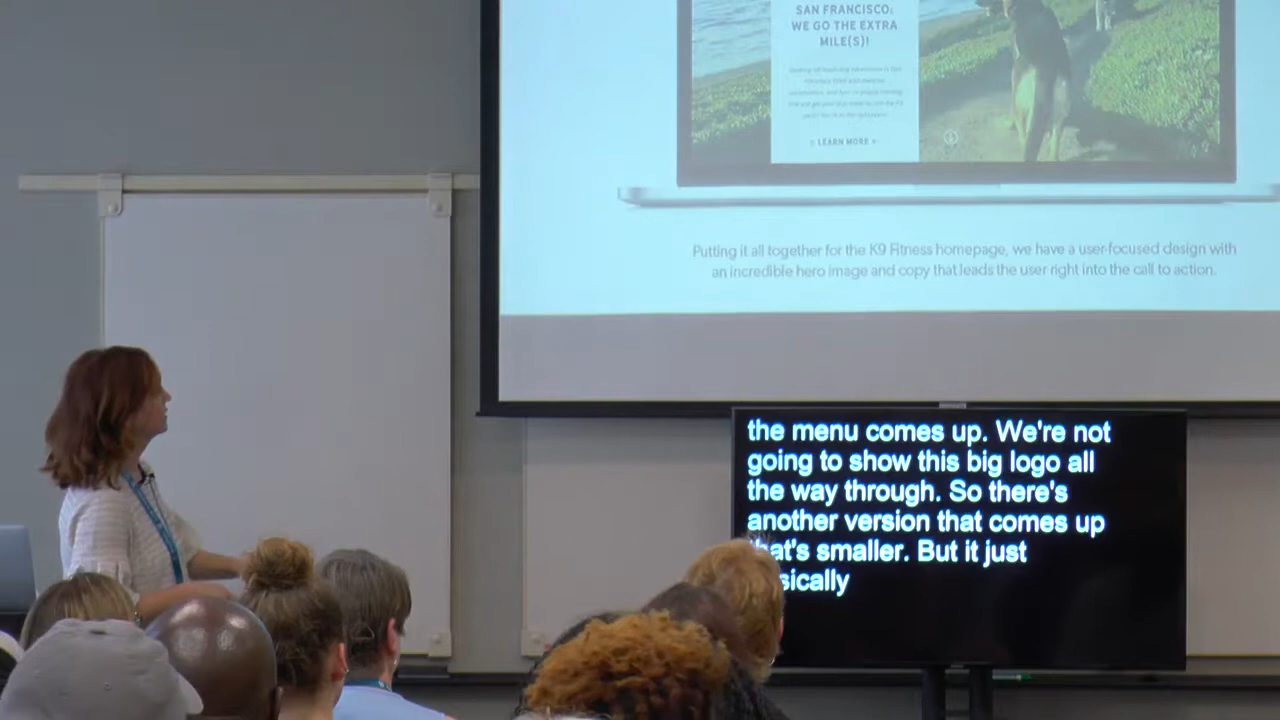 SAN FRANCISCO:
WE GO THE EXTRA
MILE(S)!
LEARN MORE
Putting it all together for the K9 Fitness homepage, we have a user-focused design with
an incredible hero image and copy that leads the user right into the call to action.
the menu comes up. We're not
going to show this big logo all
the way through. So there's
another version that comes up
hat's smaller. But it just
sically